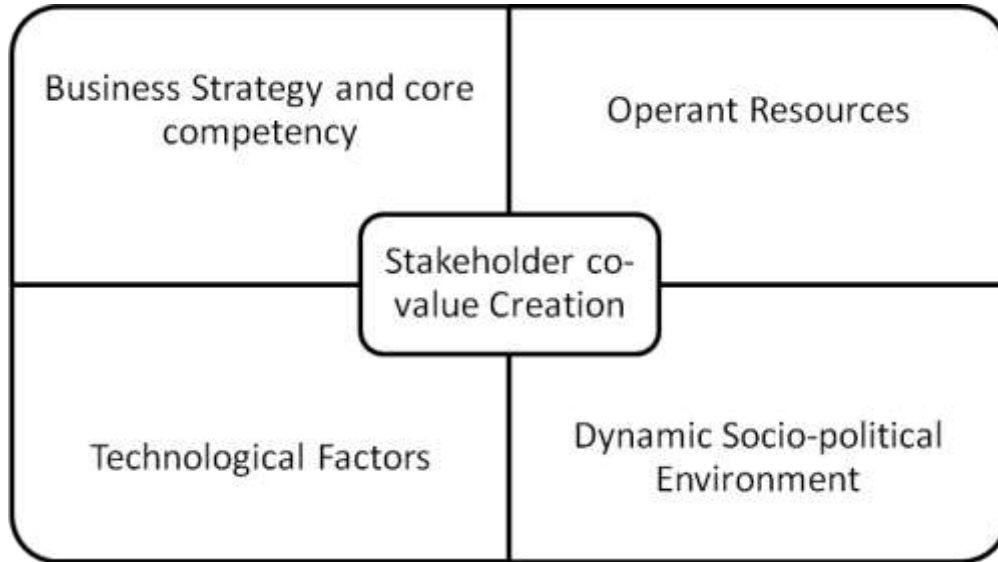 Business Strategy and core
competency
Operant Resources
Stakeholder co-
value Creation
Technological Factors
Dynamic Socio-political
Environment